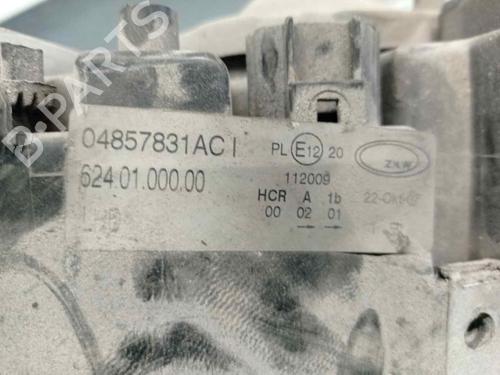 B-PARTS
04857831AC I
PL E12 20
ZKW
624.01.000.00
112009
HCR A 1b
00 02 01